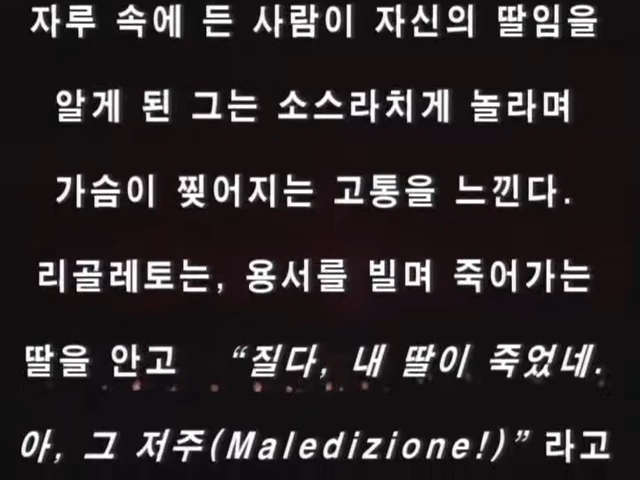 자루 속에 든 사람이 자신의 딸임을
알게 된 그는 소스라치게 놀라며
가슴이 찢어지는 고통을 느낀다.
리골레토는, 용서를 빌며 죽어가는
딸을 안고 “질다, 내 딸이 죽었네.
아, 그 저주(Maledizione!)” 라고